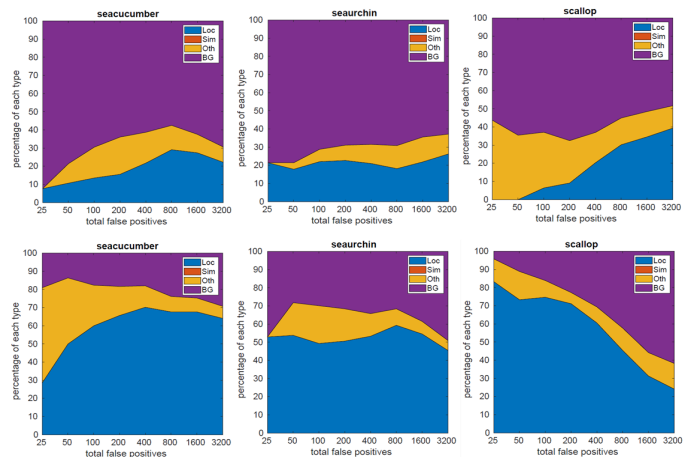 seacucumber
percentage of each type
100
90
80
70
60
50
40
30
20
10
0
Loc
Sim
Oth
BG
25 50 100 200 400 800 1600 3200
total false positives
seaurchin
percentage of each type
100
90
80
70
60
50
40
30
20
10
0
Loc
Sim
Oth
BG
25 50 100 200 400 800 1600 3200
total false positives
scallop
percentage of each type
100
90
80
70
60
50
40
30
20
10
0
Loc
Sim
Oth
BG
25 50 100 200 400 800 1600 3200
total false positives
seacucumber
percentage of each type
100
90
80
70
60
50
40
30
20
10
0
Loc
Sim
Oth
BG
25 50 100 200 400 800 1600 3200
total false positives
seaurchin
percentage of each type
100
90
80
70
60
50
40
30
20
10
0
Loc
Sim
Oth
BG
25 50 100 200 400 800 1600 3200
total false positives
scallop
percentage of each type
100
90
80
70
60
50
40
30
20
10
0
Loc
Sim
Oth
BG
25 50 100 200 400 800 1600 3200
total false positives